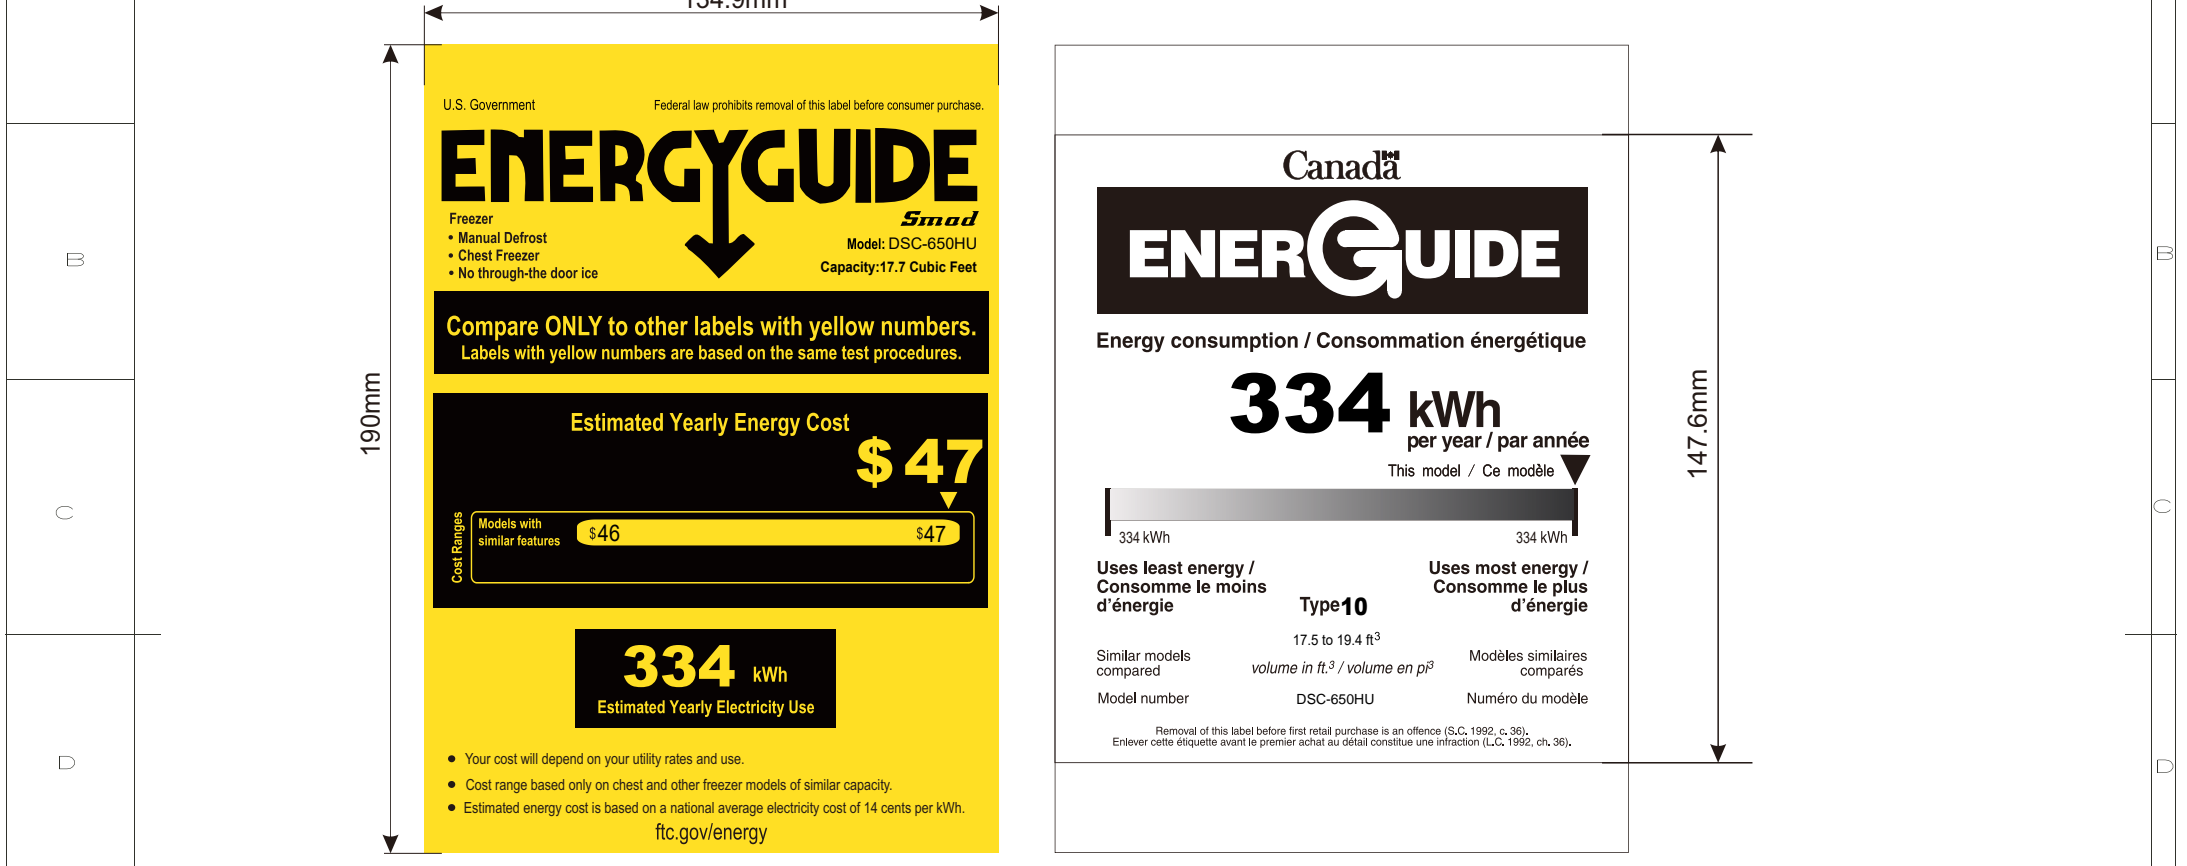 134.9mm
U.S. Government
Federal law prohibits removal of this label before consumer purchase.
ENERGYGUIDE
Freezer
• Manual Defrost
• Chest Freezer
• No through-the door ice
Smad
Model: DSC-650HU
Capacity:17.7 Cubic Feet
Compare ONLY to other labels with yellow numbers.
Labels with yellow numbers are based on the same test procedures.
Estimated Yearly Energy Cost
$ 47
Cost Ranges
Models with
similar features
$46
$47
334 kWh
Estimated Yearly Electricity Use
● Your cost will depend on your utility rates and use.
● Cost range based only on chest and other freezer models of similar capacity.
● Estimated energy cost is based on a national average electricity cost of 14 cents per kWh.
ftc.gov/energy
190mm
Canada
ENERGUIDE
Energy consumption / Consommation énergétique
334 kWh
per year / par année
This model / Ce modèle
334 kWh
334 kWh
Uses least energy /
Consomme le moins
d'énergie
Uses most energy /
Consomme le plus
d'énergie
Type10
17.5 to 19.4 ft³
Similar models
compared
volume in ft.³ / volume en pi³
Modèles similaires
comparés
Model number
DSC-650HU
Numéro du modèle
Removal of this label before first retail purchase is an offence (S.C. 1992, c. 36).
Enlever cette étiquette avant le premier achat au détail constitue une infraction (L.C. 1992, ch. 36).
147.6mm
B
C
D
B
C
D